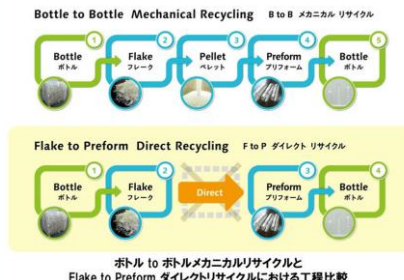 Bottle to Bottle Mechanical Recycling B to B メカニカル リサイクル
1 2 3 4 5
Bottle Flake Pellet Preform Bottle
ボトル フレーク ペレット プリフォーム ボトル
Flake to Preform Direct Recycling F to P ダイレクト リサイクル
1 2 3 4
Bottle Flake Direct Preform Bottle
ボトル フレーク プリフォーム ボトル
ボトル to ボトルメカニカルリサイクルと
Flake to Preform ダイレクトリサイクルにおける工程比較